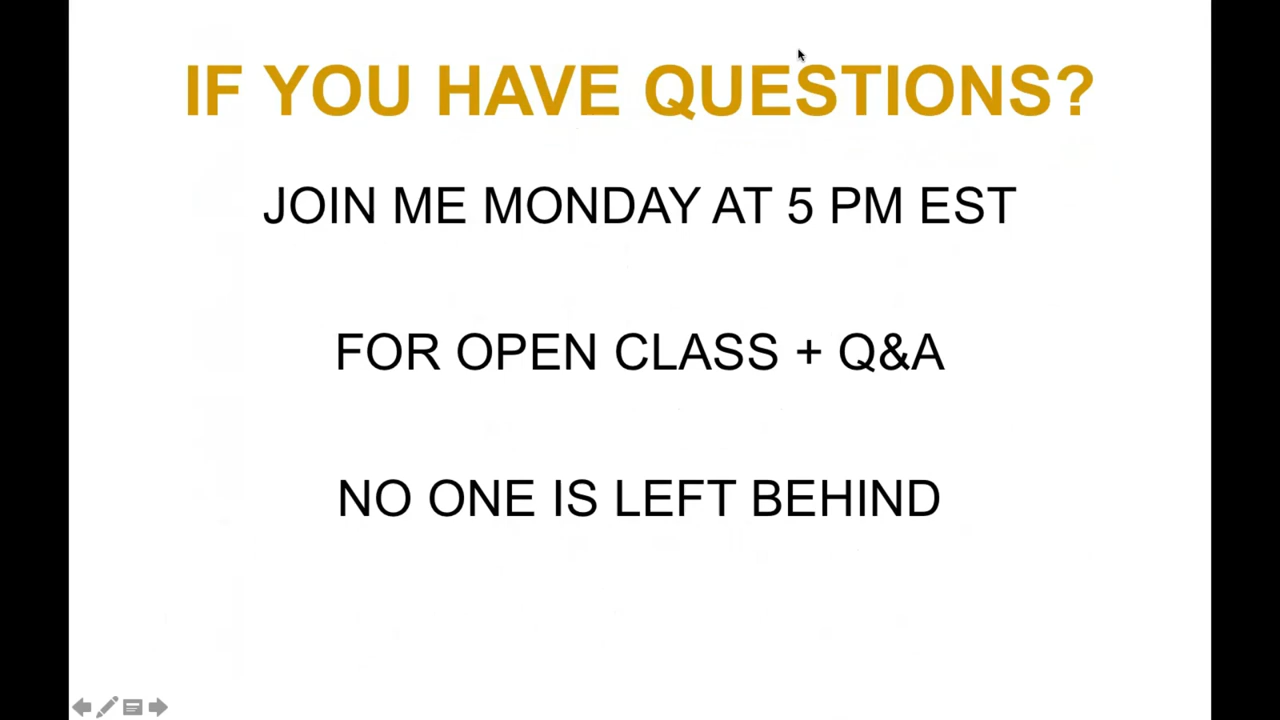 IF YOU HAVE QUESTIONS?
JOIN ME MONDAY AT 5 PM EST
FOR OPEN CLASS + Q&A
NO ONE IS LEFT BEHIND